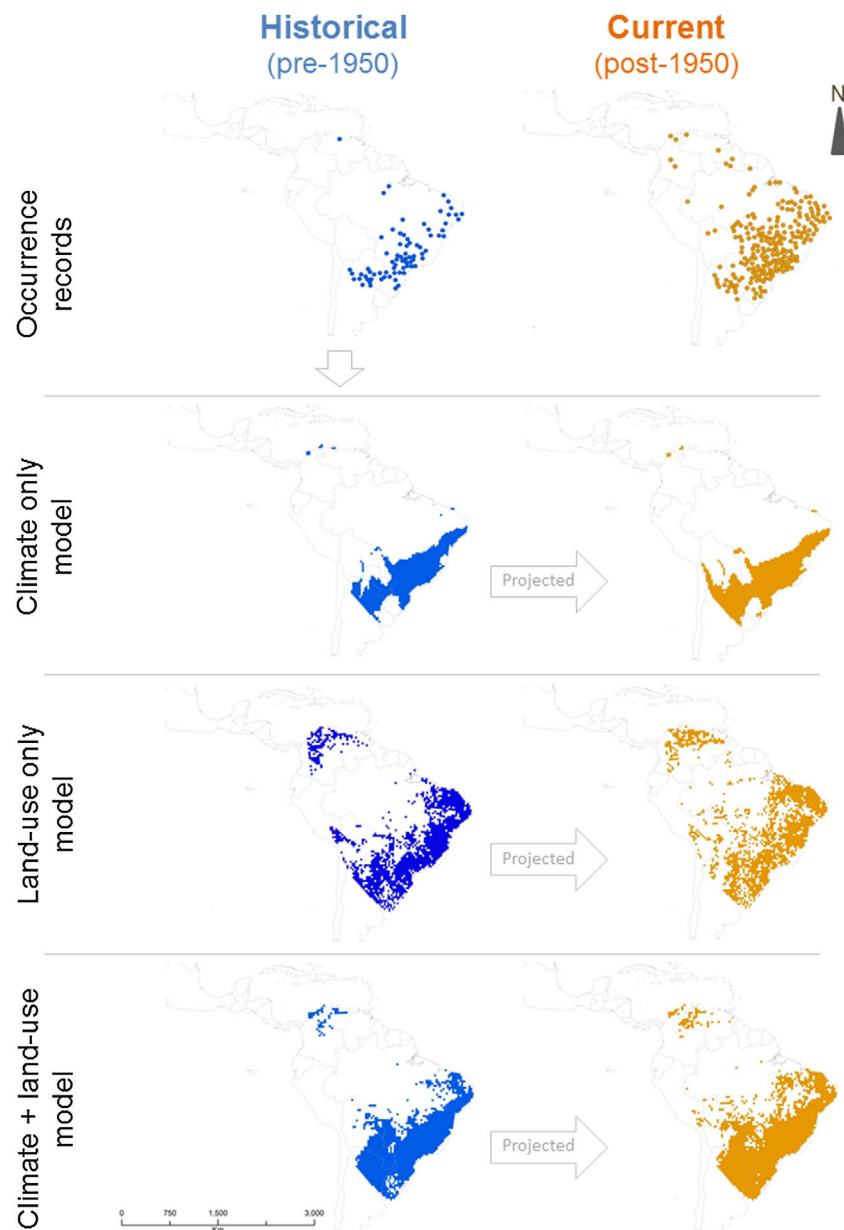 Historical
(pre-1950)
Current
(post-1950)
N
Occurrence
records
Climate only
model
Projected
Land-use only
model
Projected
Climate + land-use
model
Projected
0 750 1,500 3,000
Km